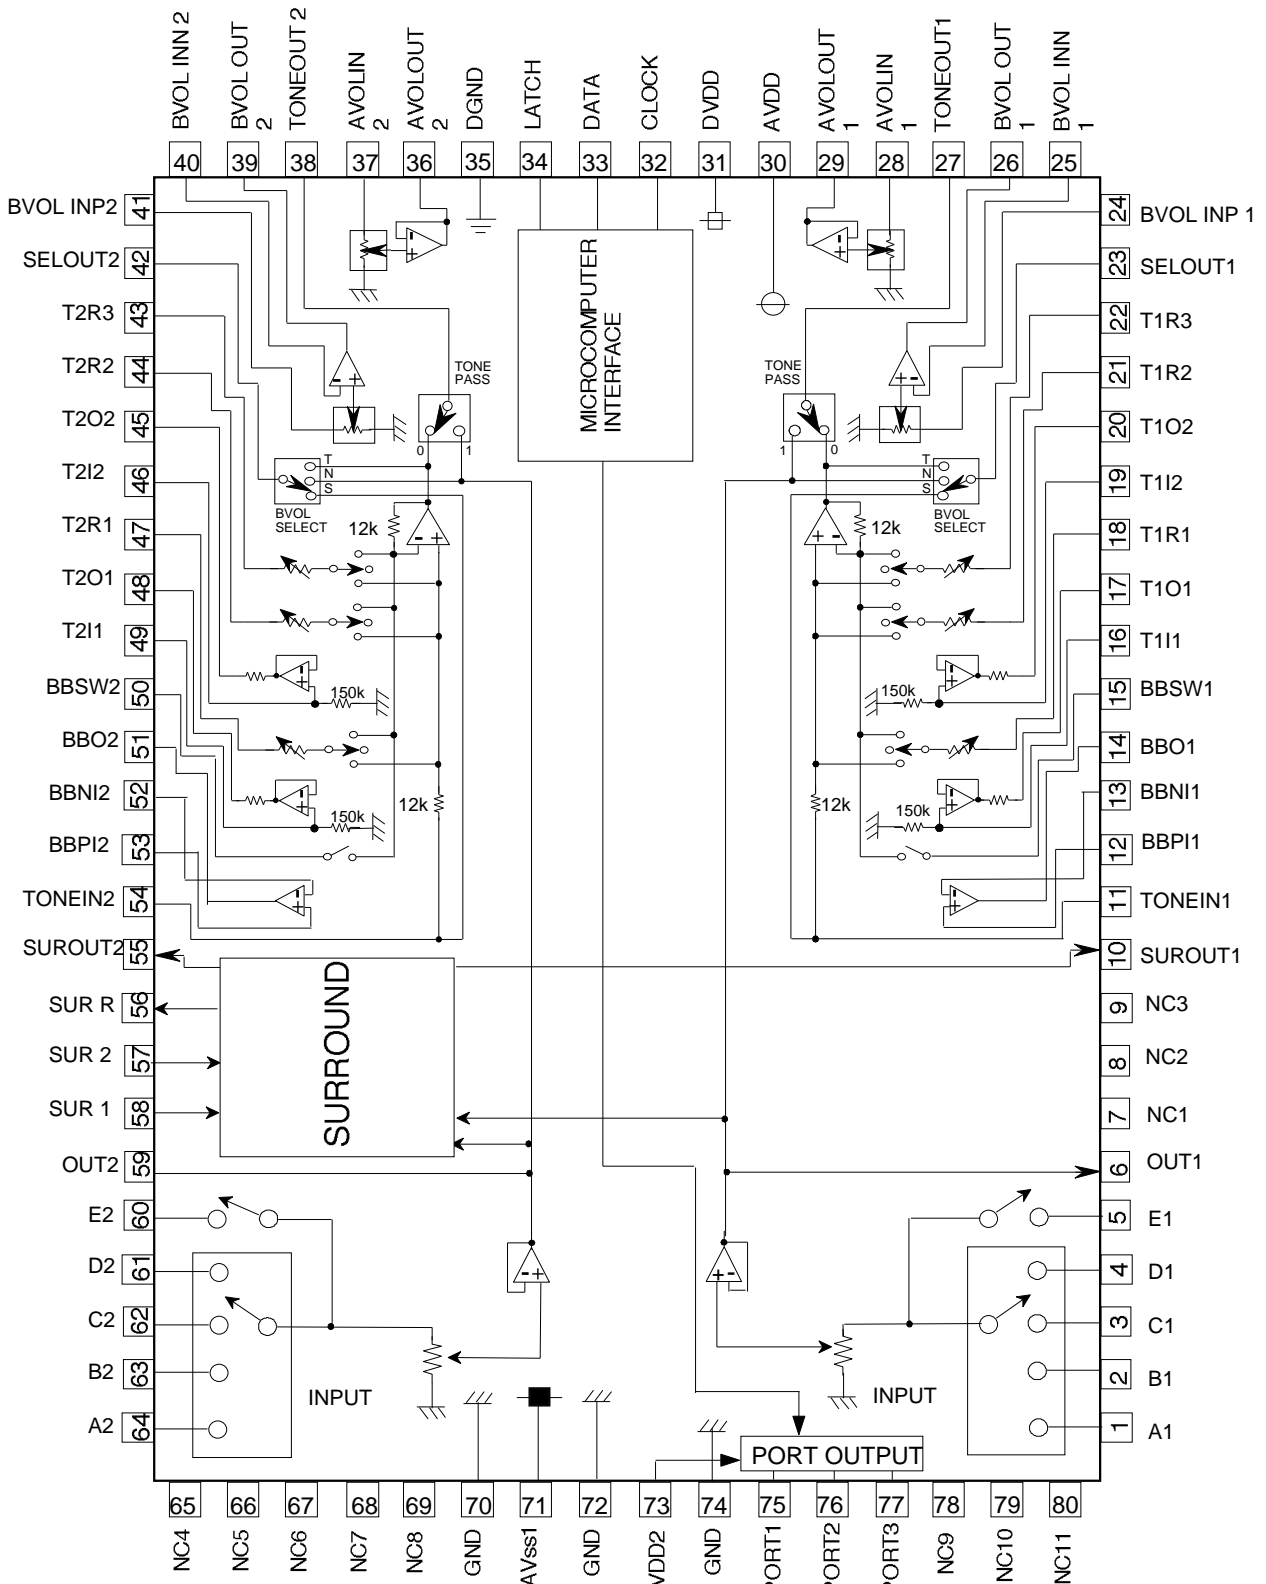 BVOL INN 2
BVOL OUT 2
TONEOUT 2
AVOLIN 2
AVOLOUT 2
DGND
LATCH
DATA
CLOCK
DVDD
AVDD
AVOLOUT 1
AVOLIN 1
TONEOUT1
BVOL OUT 1
BVOL INN 1
40 39 38 37 36 35 34 33 32 31 30 29 28 27 26 25
BVOL INP2 41
24 BVOL INP 1
SELOUT2 42
23 SELOUT1
T2R3 43
22 T1R3
T2R2 44
21 T1R2
T2O2 45
20 T1O2
T2I2 46
19 T1I2
T2R1 47
18 T1R1
T2O1 48
17 T1O1
T2I1 49
16 T1I1
BBSW2 50
15 BBSW1
BBO2 51
14 BBO1
BBNI2 52
13 BBNI1
BBPI2 53
12 BBPI1
TONEIN2 54
11 TONEIN1
SUROUT2 55
10 SUROUT1
SUR R 56
9 NC3
SUR 2 57
8 NC2
SUR 1 58
7 NC1
OUT2 59
6 OUT1
E2 60
5 E1
D2 61
4 D1
C2 62
3 C1
B2 63
2 B1
A2 64
1 A1
MICROCOMPUTER
INTERFACE
TONE
PASS
0 1
TONE
PASS
1 0
T
N
S
BVOL
SELECT
T
N
S
BVOL
SELECT
12k
12k
150k
150k
150k
12k
12k
150k
SURROUND
INPUT
INPUT
PORT OUTPUT
65 66 67 68 69 70 71 72 73 74 75 76 77 78 79 80
NC4
NC5
NC6
NC7
NC8
GND
AVss1
GND
VDD2
GND
PORT1
PORT2
PORT3
NC9
NC10
NC11